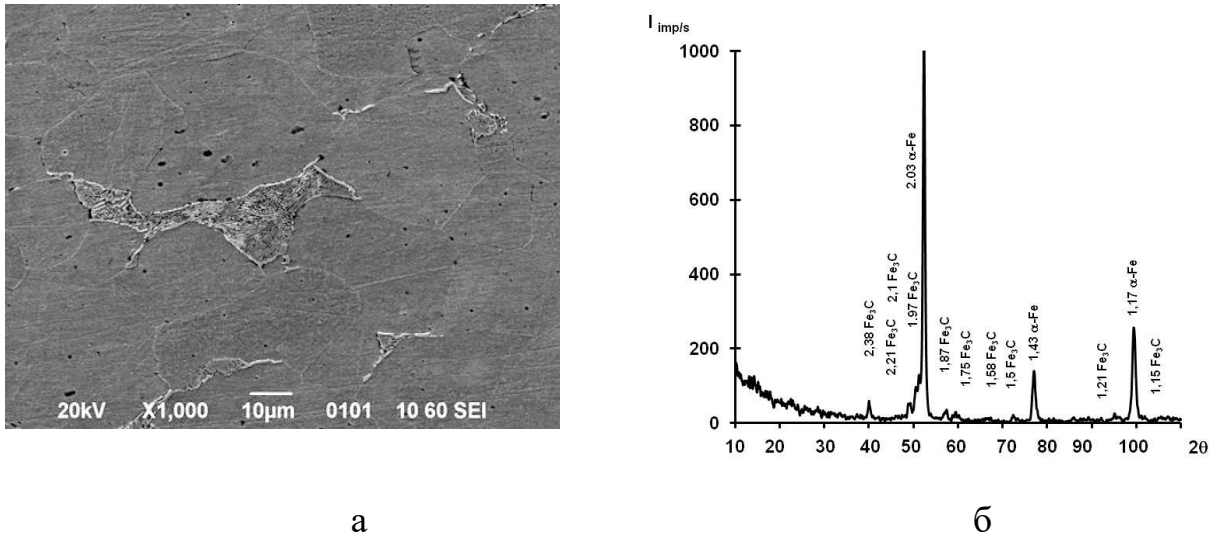 20kV X1,000 10µm 0101 10 60 SEI
I imp/s
1000
800
600
400
200
0
2,38 Fe₃C
2,21 Fe₃C
2,1 Fe₃C
1.97 Fe₃C
2.03 α-Fe
1,87 Fe₃C
1,75 Fe₃C
1,58 Fe₃C
1,5 Fe₃C
1,43 α-Fe
1,21 Fe₃C
1,17 α-Fe
1,15 Fe₃C
10 20 30 40 50 60 70 80 90 100 2θ
а б